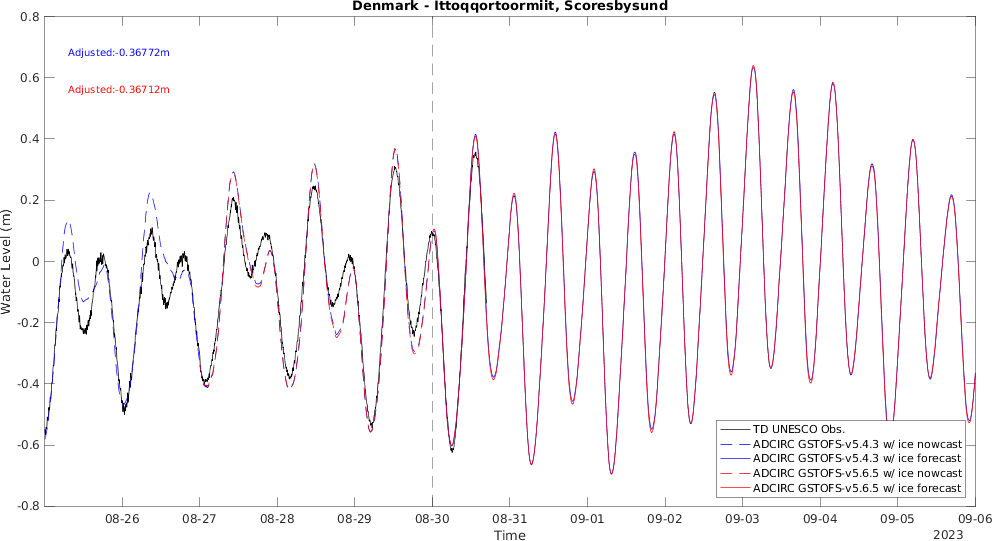 Denmark - Ittoqqortoormiit, Scoresbysund
Adjusted:-0.36772m
Adjusted:-0.36712m
Water Level (m)
0.8
0.6
0.4
0.2
0
-0.2
-0.4
-0.6
-0.8
TD UNESCO Obs.
ADCIRC GSTOFS-v5.4.3 w/ ice nowcast
ADCIRC GSTOFS-v5.4.3 w/ ice forecast
ADCIRC GSTOFS-v5.6.5 w/ ice nowcast
ADCIRC GSTOFS-v5.6.5 w/ ice forecast
08-26 08-27 08-28 08-29 08-30 08-31 09-01 09-02 09-03 09-04 09-05 09-06
Time
2023